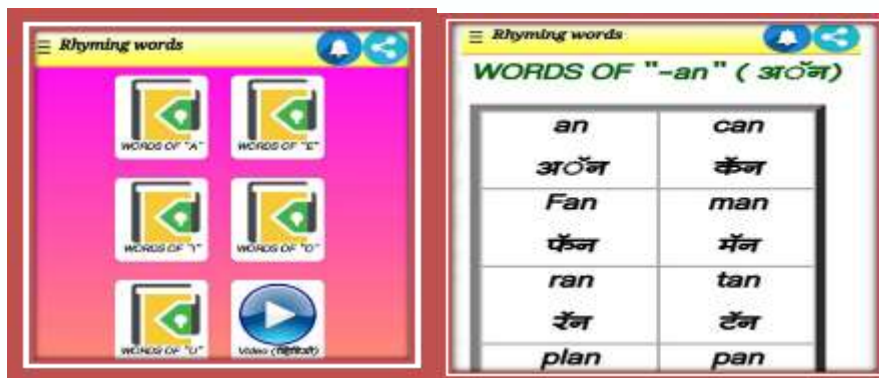 Rhyming words
WORDS OF "A" WORDS OF "E"
WORDS OF "I" WORDS OF "O"
WORDS OF "U" Video (व्हिडिओ)
Rhyming words
WORDS OF "-an" ( अॅन)
an can
अॅन कॅन
Fan man
फॅन मॅन
ran tan
रॅन टॅन
plan pan